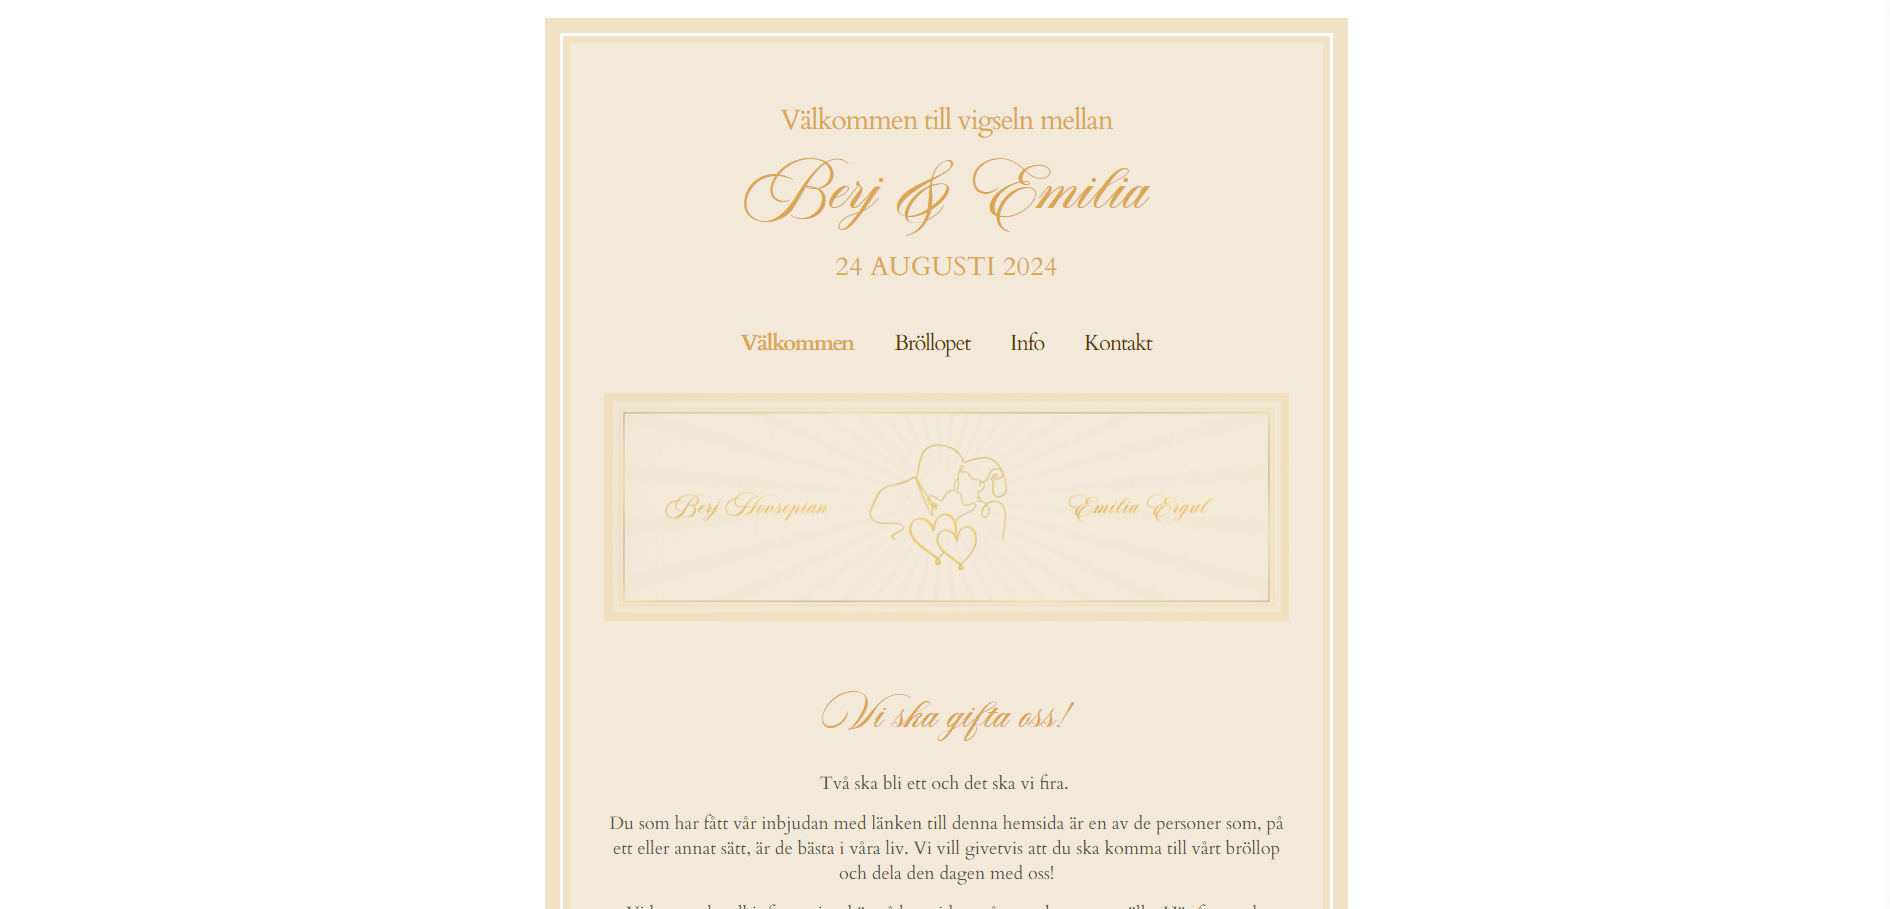 Välkommen till vigseln mellan
Berj & Emilia
24 AUGUSTI 2024
Välkommen Bröllopet Info Kontakt
Berj Hovsepian Emilia Ergul
Vi ska gifta oss!
Två ska bli ett och det ska vi fira.
Du som har fått vår inbjudan med länken till denna hemsida är en av de personer som, på
ett eller annat sätt, är de bästa i våra liv. Vi vill givetvis att du ska komma till vårt bröllop
och dela den dagen med oss!